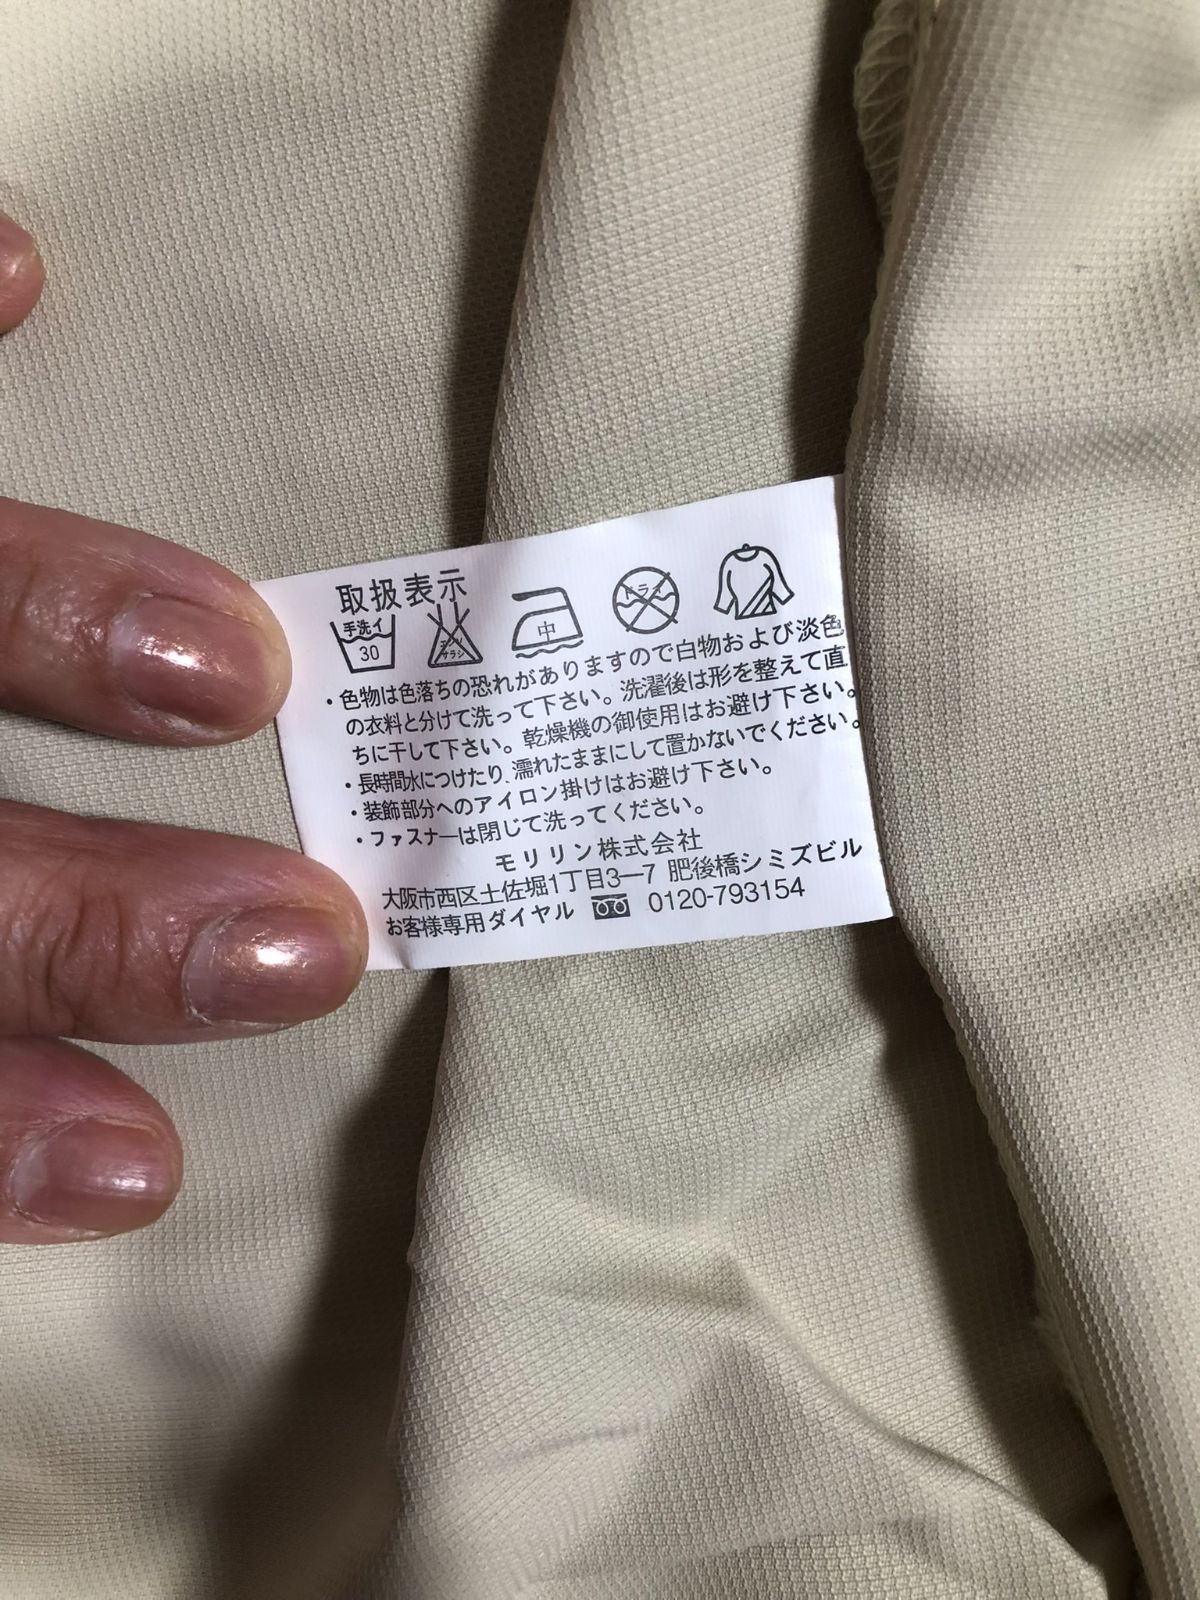 取扱表示
手洗イ
30
エンソ
サラシ
中
ドライ
・色物は色落ちの恐れがありますので白物および淡色
の衣料と分けて洗って下さい。洗濯後は形を整えて直
ちに干して下さい。乾燥機の御使用はお避け下さい。
・長時間水につけたり、濡れたままにして置かないでください。
・装飾部分へのアイロン掛けはお避け下さい。
・ファスナーは閉じて洗ってください。
モリリン株式会社
大阪市西区土佐堀1丁目3―7 肥後橋シミズビル
お客様専用ダイヤル 0120-793154